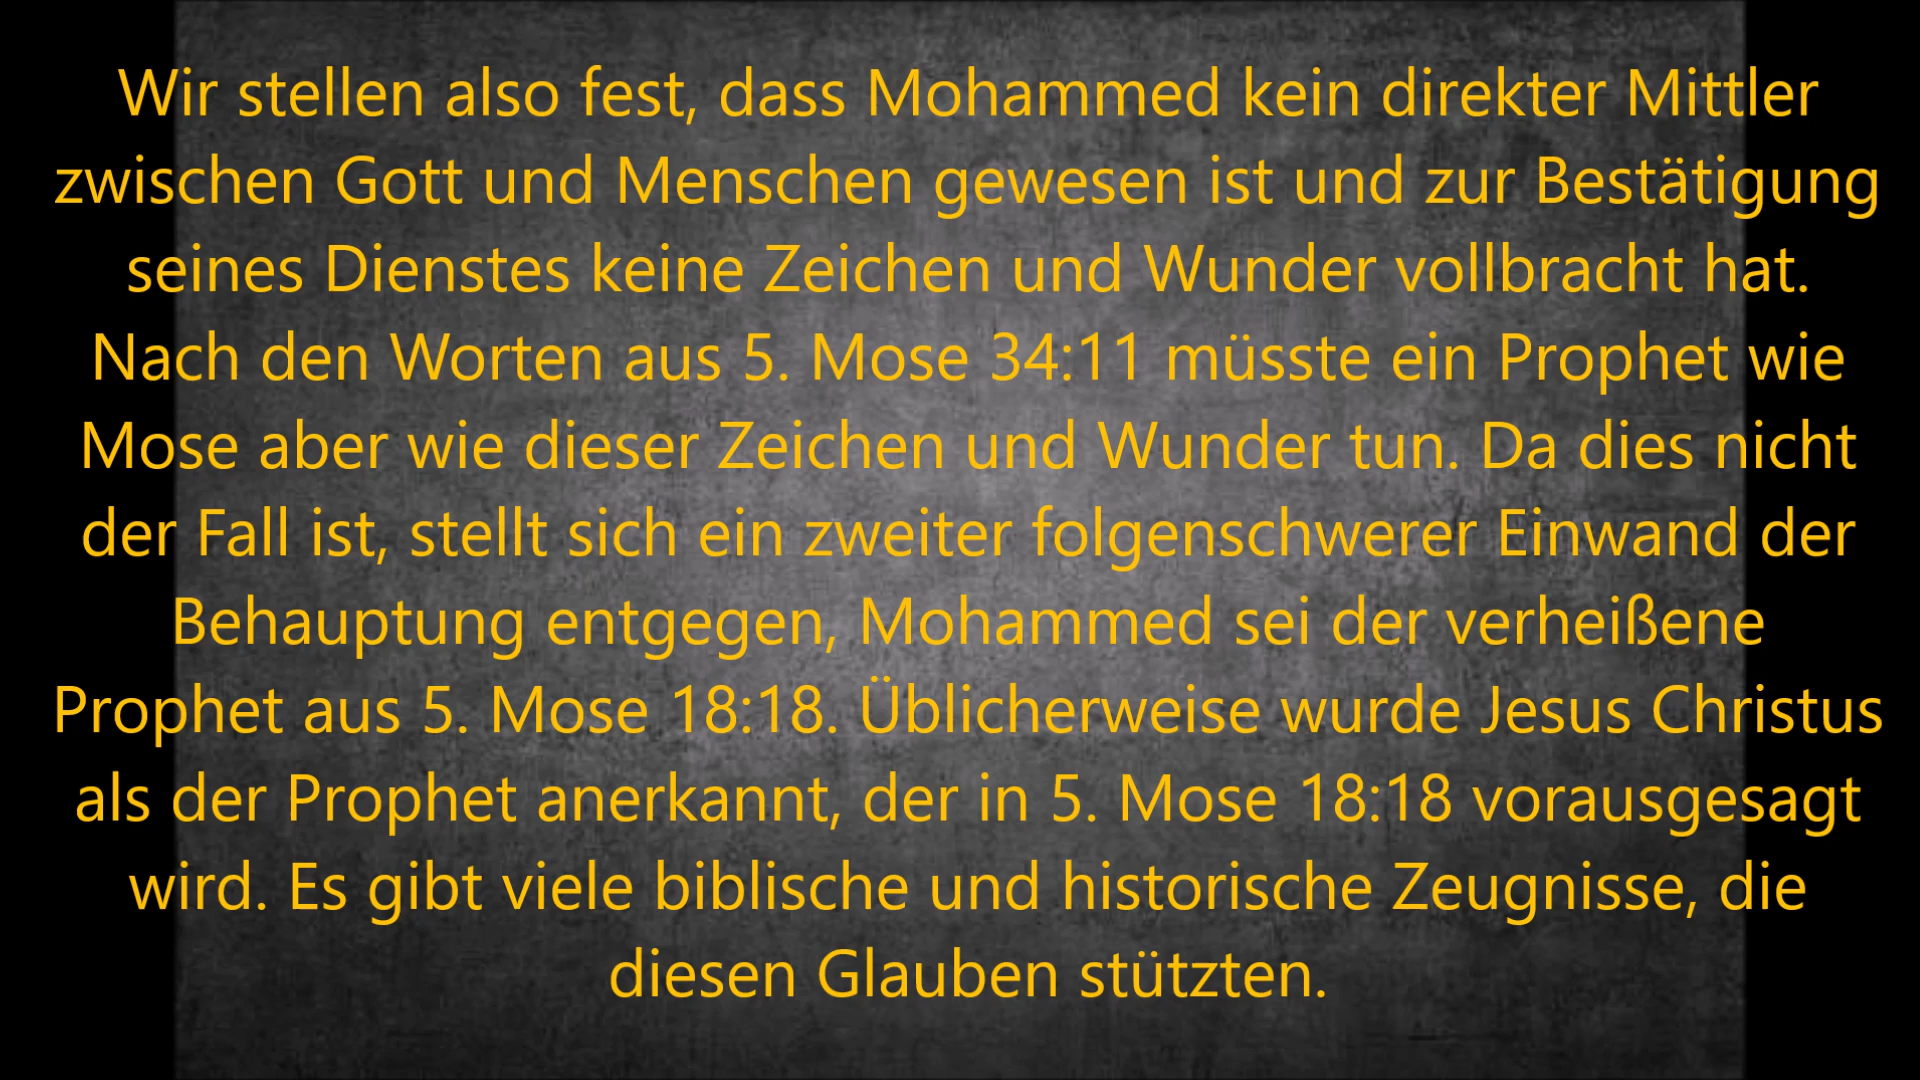 Wir stellen also fest, dass Mohammed kein direkter Mittler
zwischen Gott und Menschen gewesen ist und zur Bestätigung
seines Dienstes keine Zeichen und Wunder vollbracht hat.
Nach den Worten aus 5. Mose 34:11 müsste ein Prophet wie
Mose aber wie dieser Zeichen und Wunder tun. Da dies nicht
der Fall ist, stellt sich ein zweiter folgenschwerer Einwand der
Behauptung entgegen, Mohammed sei der verheißene
Prophet aus 5. Mose 18:18. Üblicherweise wurde Jesus Christus
als der Prophet anerkannt, der in 5. Mose 18:18 vorausgesagt
wird. Es gibt viele biblische und historische Zeugnisse, die
diesen Glauben stützten.